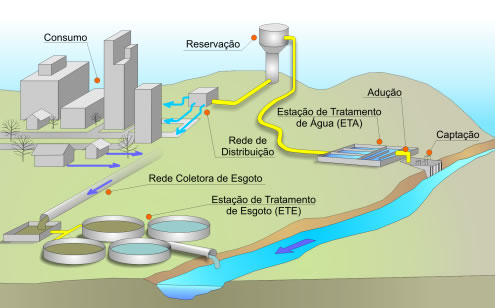 Consumo
Reservação
Estação de Tratamento
de Água (ETA)
Adução
Captação
Rede de
Distribuição
Rede Coletora de Esgoto
Estação de Tratamento
de Esgoto (ETE)